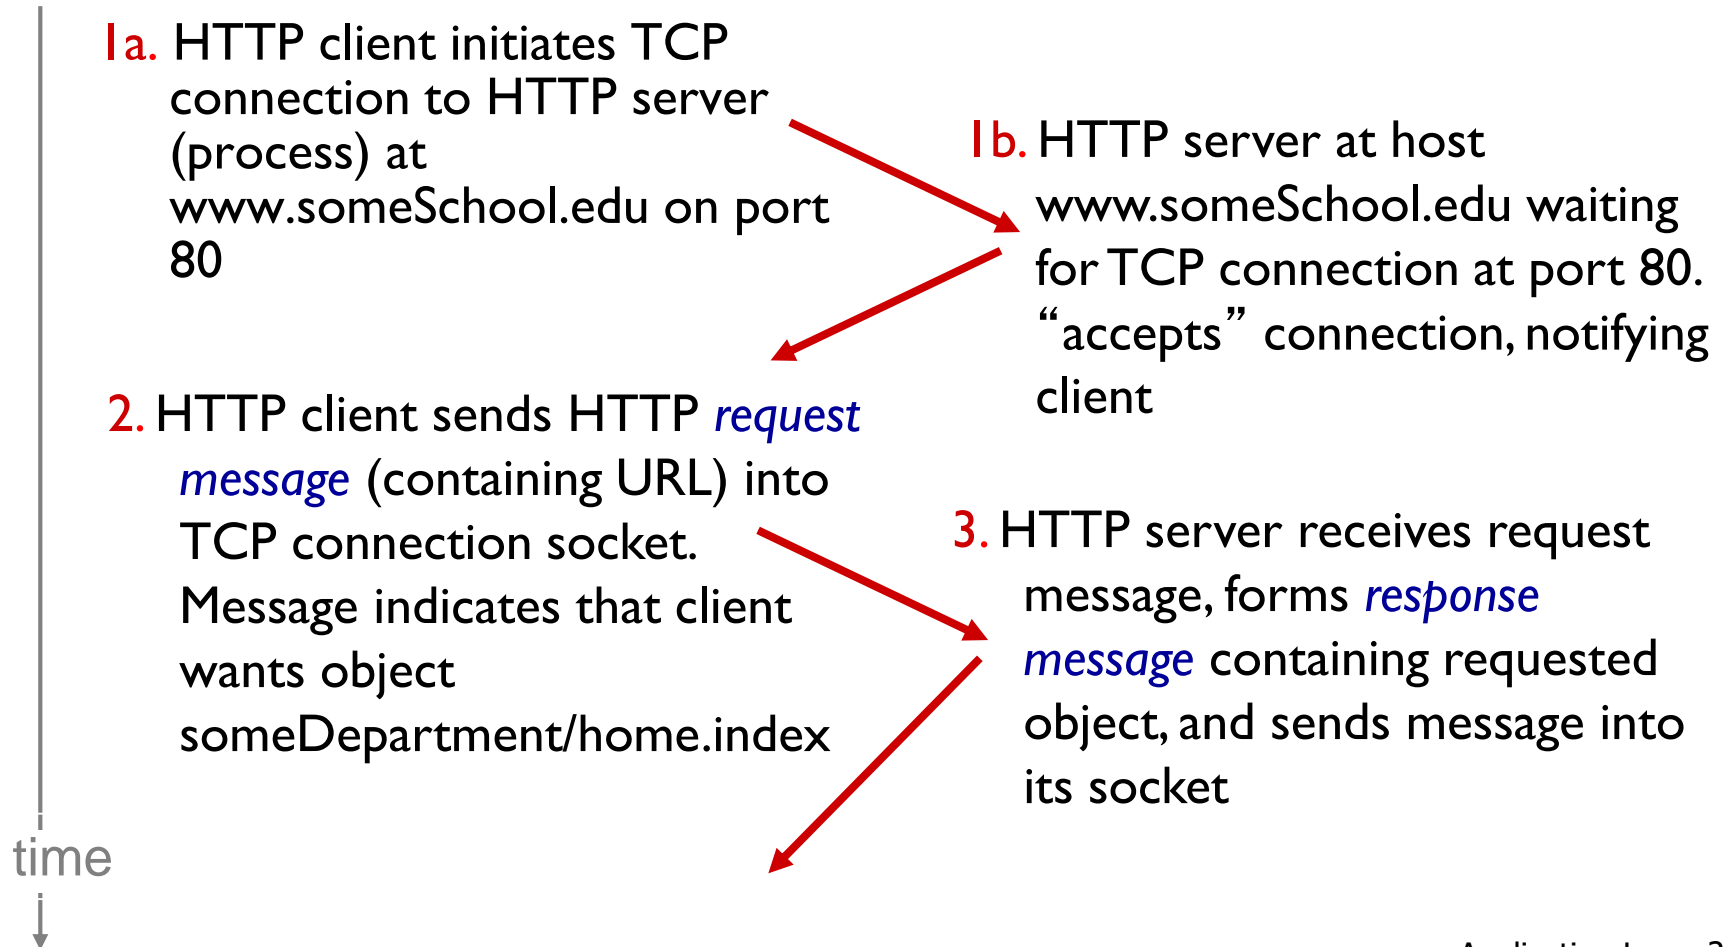 1a. HTTP client initiates TCP
connection to HTTP server
(process) at
www.someSchool.edu on port
80
1b. HTTP server at host
www.someSchool.edu waiting
for TCP connection at port 80.
“accepts” connection, notifying
client
2. HTTP client sends HTTP request
message (containing URL) into
TCP connection socket.
Message indicates that client
wants object
someDepartment/home.index
3. HTTP server receives request
message, forms response
message containing requested
object, and sends message into
its socket
time